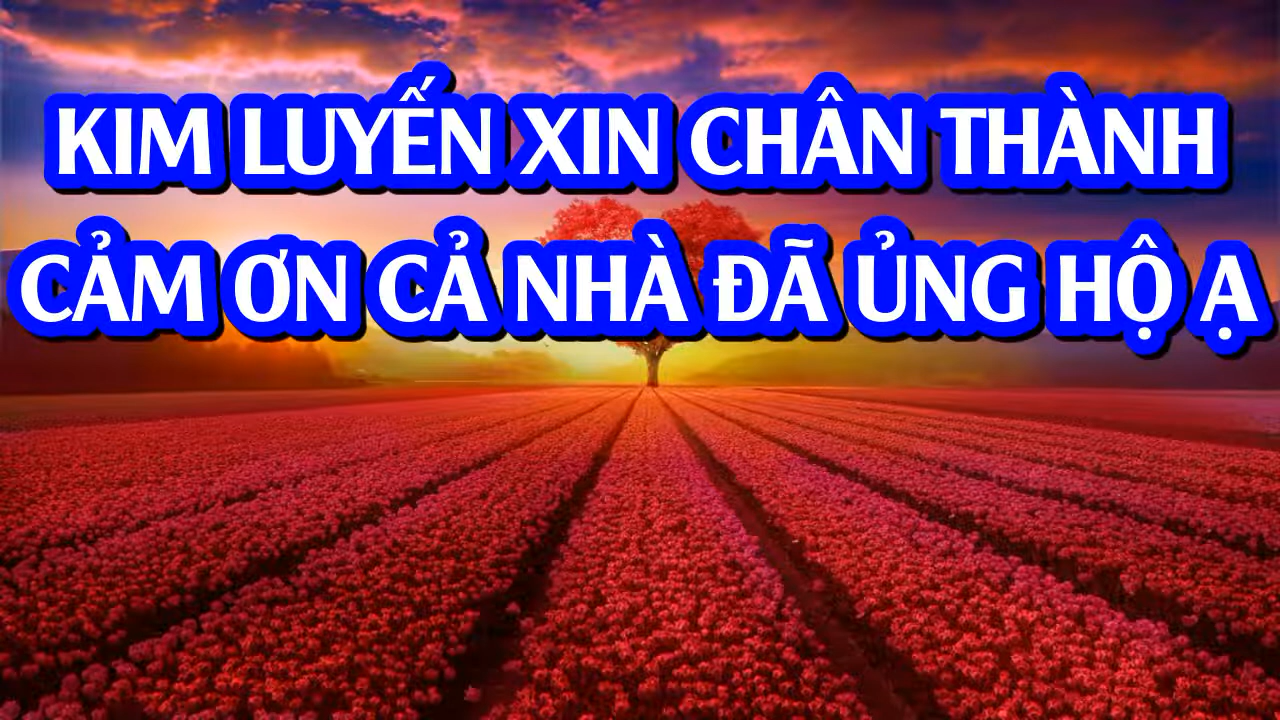 KIM LUYẾN XIN CHÂN THÀNH
CẢM ƠN CẢ NHÀ ĐÃ ỦNG HỘ Ạ